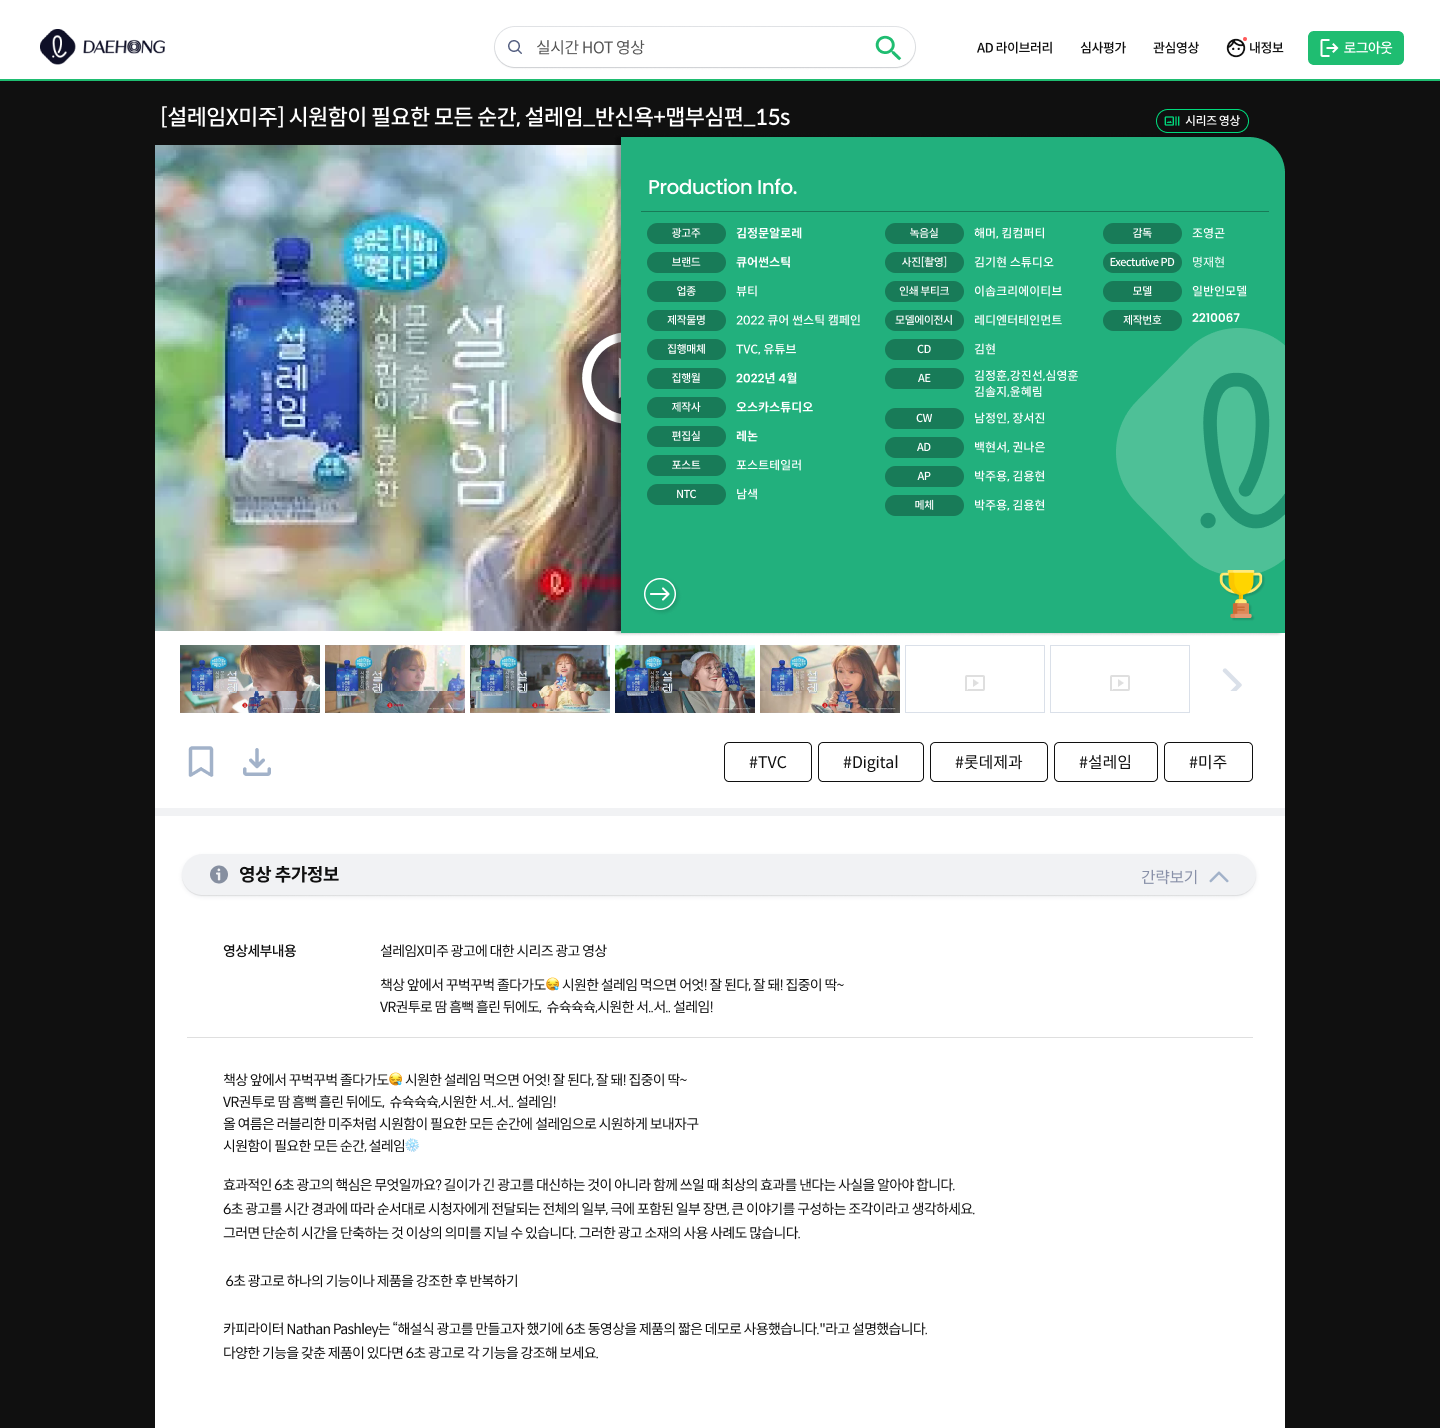 DAEHONG
실시간 HOT 영상
AD 라이브러리
심사평가
관심영상
내정보
로그아웃
[설레임X미주] 시원함이 필요한 모든 순간, 설레임_반신욕+맵부심편_15s
시리즈 영상
우유는 더 많이
부광은 더 크게
설레임
모든 순간
시원함이 필요한
설레임
Production Info.
광고주 김정문알로레
브랜드 큐어썬스틱
업종 뷰티
제작물명 2022 큐어 썬스틱 캠페인
집행매체 TVC, 유튜브
집행월 2022년 4월
제작사 오스카스튜디오
편집실 레논
포스트 포스트테일러
NTC 남색
녹음실 해머, 킴컴퍼티
사진[촬영] 김기현 스튜디오
인쇄 부티크 이솝크리에이티브
모델에이전시 레디엔터테인먼트
CD 김현
AE 김정훈,강진선,심영훈
김솔지,윤혜림
CW 남정인, 장서진
AD 백현서, 권나은
AP 박주용, 김용현
메체 박주용, 김용현
감독 조영곤
Exectutive PD 명재현
모델 일반인모델
제작번호 2210067
#TVC
#Digital
#롯데제과
#설레임
#미주
영상 추가정보
간략보기
영상세부내용
설레임X미주 광고에 대한 시리즈 광고 영상
책상 앞에서 꾸벅꾸벅 졸다가도😪 시원한 설레임 먹으면 어엇! 잘 된다, 잘 돼! 집중이 딱~
VR권투로 땀 흠뻑 흘린 뒤에도, 슈슉슉슉,시원한 서..서.. 설레임!
책상 앞에서 꾸벅꾸벅 졸다가도😪 시원한 설레임 먹으면 어엇! 잘 된다, 잘 돼! 집중이 딱~
VR권투로 땀 흠뻑 흘린 뒤에도, 슈슉슉슉,시원한 서..서.. 설레임!
올 여름은 러블리한 미주처럼 시원함이 필요한 모든 순간에 설레임으로 시원하게 보내자구
시원함이 필요한 모든 순간, 설레임❄️
효과적인 6초 광고의 핵심은 무엇일까요? 길이가 긴 광고를 대신하는 것이 아니라 함께 쓰일 때 최상의 효과를 낸다는 사실을 알아야 합니다.
6초 광고를 시간 경과에 따라 순서대로 시청자에게 전달되는 전체의 일부, 극에 포함된 일부 장면, 큰 이야기를 구성하는 조각이라고 생각하세요.
그러면 단순히 시간을 단축하는 것 이상의 의미를 지닐 수 있습니다. 그러한 광고 소재의 사용 사례도 많습니다.
6초 광고로 하나의 기능이나 제품을 강조한 후 반복하기
카피라이터 Nathan Pashley는 “해설식 광고를 만들고자 했기에 6초 동영상을 제품의 짧은 데모로 사용했습니다."라고 설명했습니다.
다양한 기능을 갖춘 제품이 있다면 6초 광고로 각 기능을 강조해 보세요.